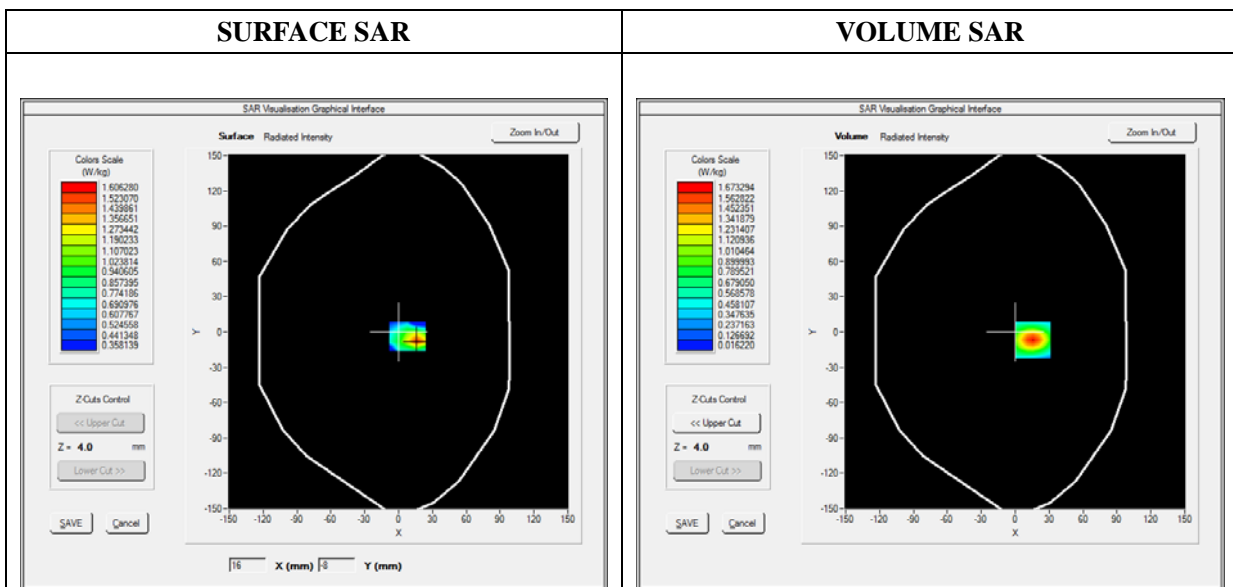 SURFACE SAR
SAR Visualisation Graphical Interface
Surface Radiated Intensity
Zoom In/Out
Colors Scale
(W/kg)
1.606280
1.523070
1.439861
1.356651
1.273442
1.190233
1.107023
1.023814
0.940605
0.857395
0.774186
0.690976
0.607767
0.524558
0.441348
0.358139
150
120
90
60
30
0
-30
-60
-90
-120
-150
Y
-150 -120 -90 -60 -30 0 30 60 90 120 150
X
Z-Cuts Control
<< Upper Cut
Z = 4.0 mm
Lower Cut >>
SAVE Cancel
16 X (mm) -8 Y (mm)
VOLUME SAR
SAR Visualisation Graphical Interface
Volume Radiated Intensity
Zoom In/Out
Colors Scale
(W/kg)
1.673294
1.562822
1.452351
1.341879
1.231407
1.120936
1.010464
0.899993
0.789521
0.679050
0.568578
0.458107
0.347635
0.237163
0.126692
0.016220
150
120
90
60
30
0
-30
-60
-90
-120
-150
Y
-150 -120 -90 -60 -30 0 30 60 90 120 150
X
Z-Cuts Control
<< Upper Cut
Z = 4.0 mm
Lower Cut >>
SAVE Cancel